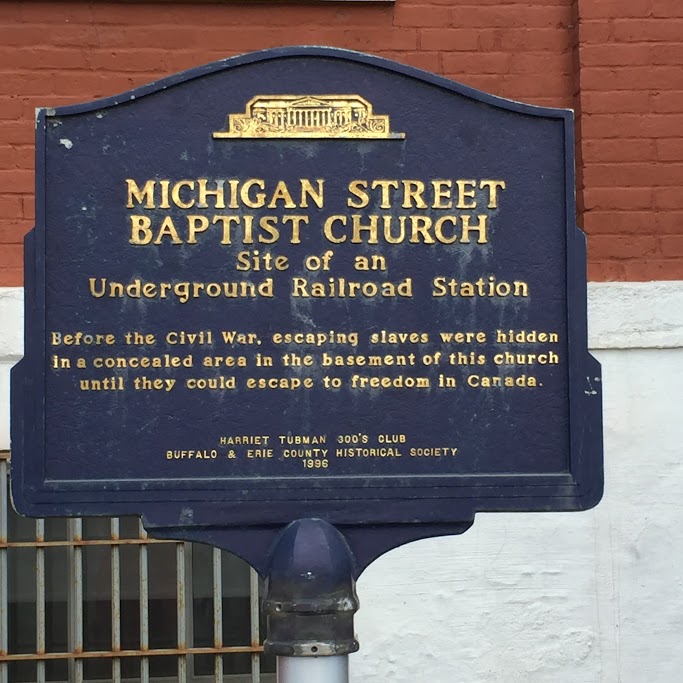 MICHIGAN STREET
BAPTIST CHURCH
Site of an
Underground Railroad Station
Before the Civil War, escaping slaves were hidden
in a concealed area in the basement of this church
until they could escape to freedom in Canada.
HARRIET TUBMAN 300'S CLUB
BUFFALO & ERIE COUNTY HISTORICAL SOCIETY
1996